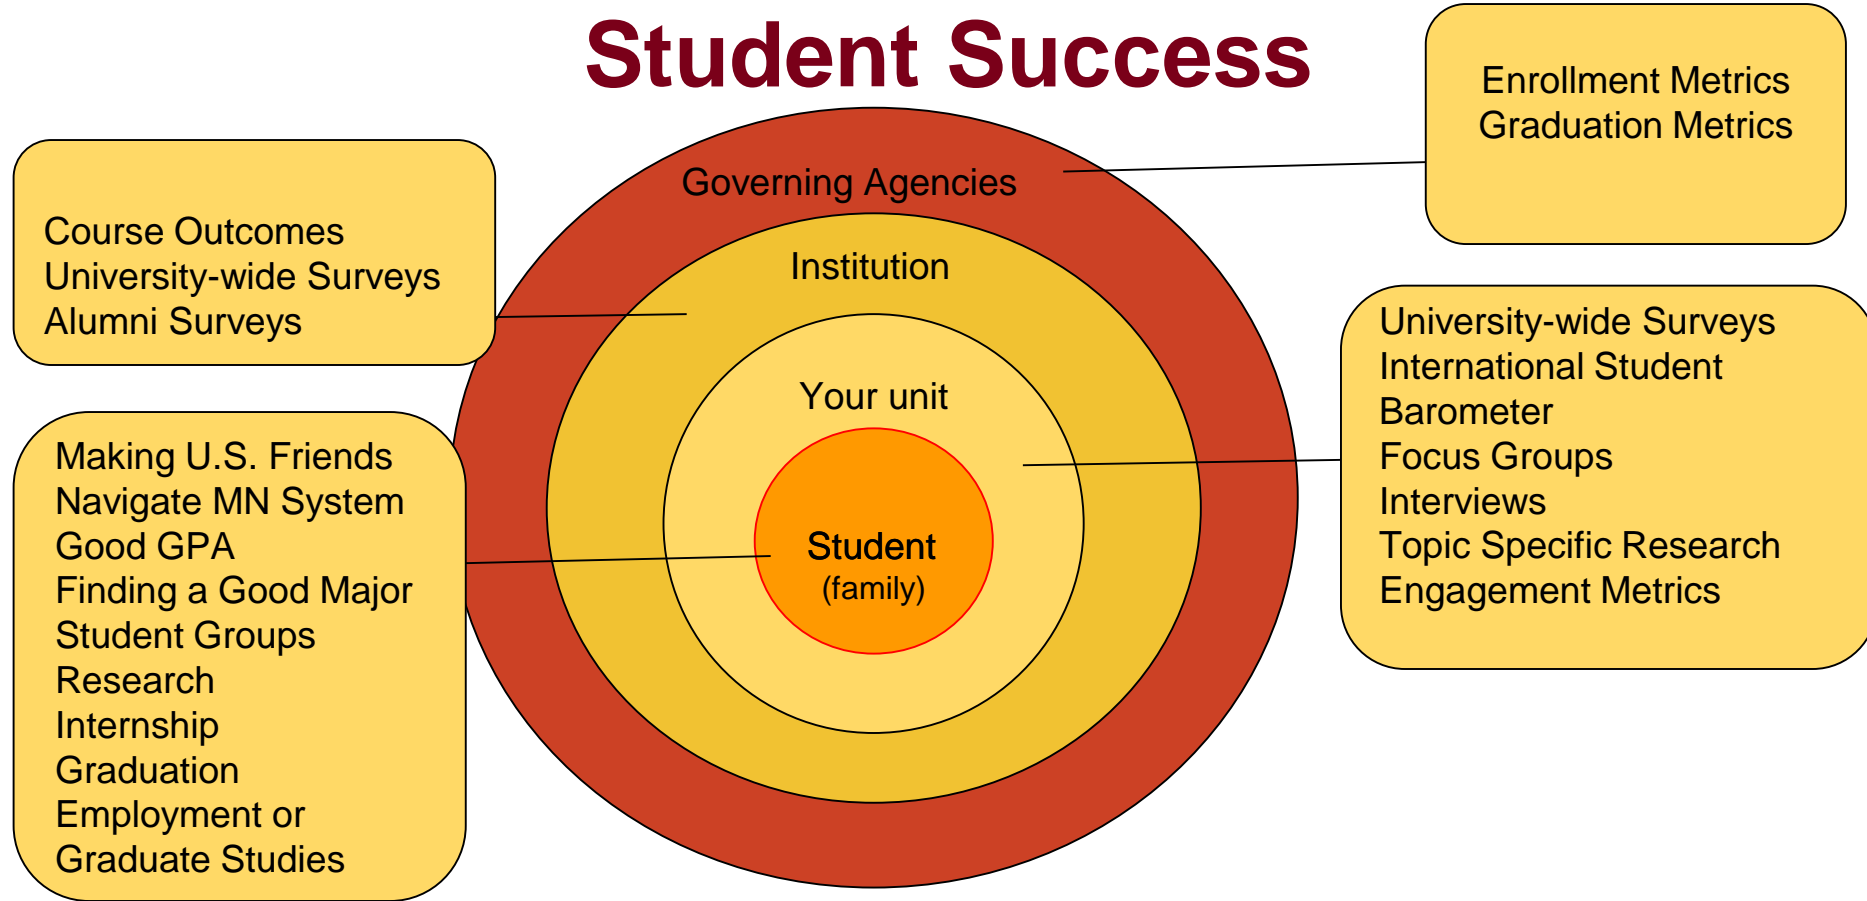 Student Success
Enrollment Metrics
Graduation Metrics
Governing Agencies
Course Outcomes
University-wide Surveys
Alumni Surveys
Institution
University-wide Surveys
International Student
Barometer
Focus Groups
Interviews
Topic Specific Research
Engagement Metrics
Your unit
Making U.S. Friends
Navigate MN System
Good GPA
Finding a Good Major
Student Groups
Research
Internship
Graduation
Employment or
Graduate Studies
Student
(family)